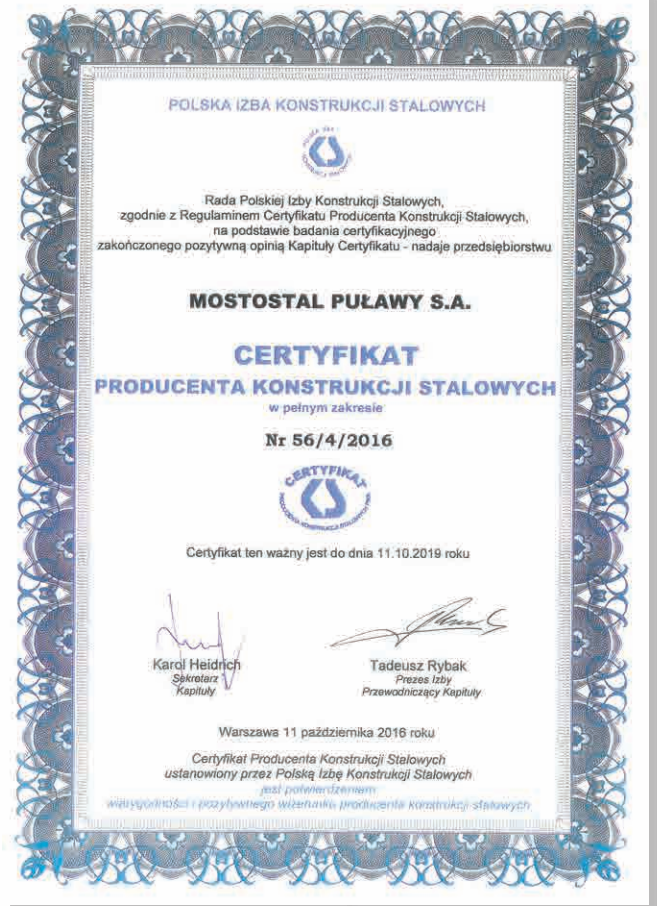 POLSKA IZBA KONSTRUKCJI STALOWYCH
Rada Polskiej Izby Konstrukcji Stalowych,
zgodnie z Regulaminem Certyfikatu Producenta Konstrukcji Stalowych,
na podstawie badania certyfikacyjnego
zakończonego pozytywną opinią Kapituły Certyfikatu - nadaje przedsiębiorstwu
MOSTOSTAL PUŁAWY S.A.
CERTYFIKAT
PRODUCENTA KONSTRUKCJI STALOWYCH
w pełnym zakresie
Nr 56/4/2016
CERTYFIKAT
Certyfikat ten ważny jest do dnia 11.10.2019 roku
Karol Heidrich
Sekretarz
Kapituły
Tadeusz Rybak
Prezes Izby
Przewodniczący Kapituły
Warszawa 11 października 2016 roku
Certyfikat Producenta Konstrukcji Stalowych
ustanowiony przez Polską Izbę Konstrukcji Stalowych
jest potwierdzeniem
wiarygodności i pozytywnego wizerunku producenta konstrukcji stalowych